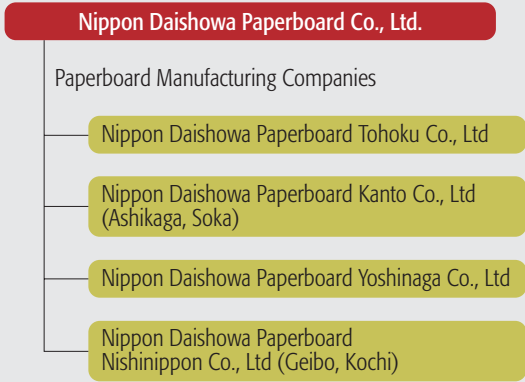 Nippon Daishowa Paperboard Co., Ltd.
Paperboard Manufacturing Companies
Nippon Daishowa Paperboard Tohoku Co., Ltd
Nippon Daishowa Paperboard Kanto Co., Ltd
(Ashikaga, Soka)
Nippon Daishowa Paperboard Yoshinaga Co., Ltd
Nippon Daishowa Paperboard
Nishinippon Co., Ltd (Geibo, Kochi)